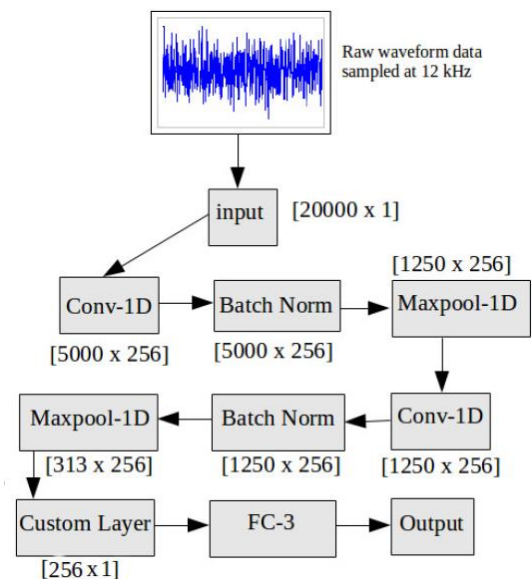 Raw waveform data
sampled at 12 kHz
input
[20000 x 1]
Conv-1D
[5000 x 256]
Batch Norm
[5000 x 256]
[1250 x 256]
Maxpool-1D
Conv-1D
[1250 x 256]
Batch Norm
[1250 x 256]
Maxpool-1D
[313 x 256]
Custom Layer
[256 x 1]
FC-3
Output